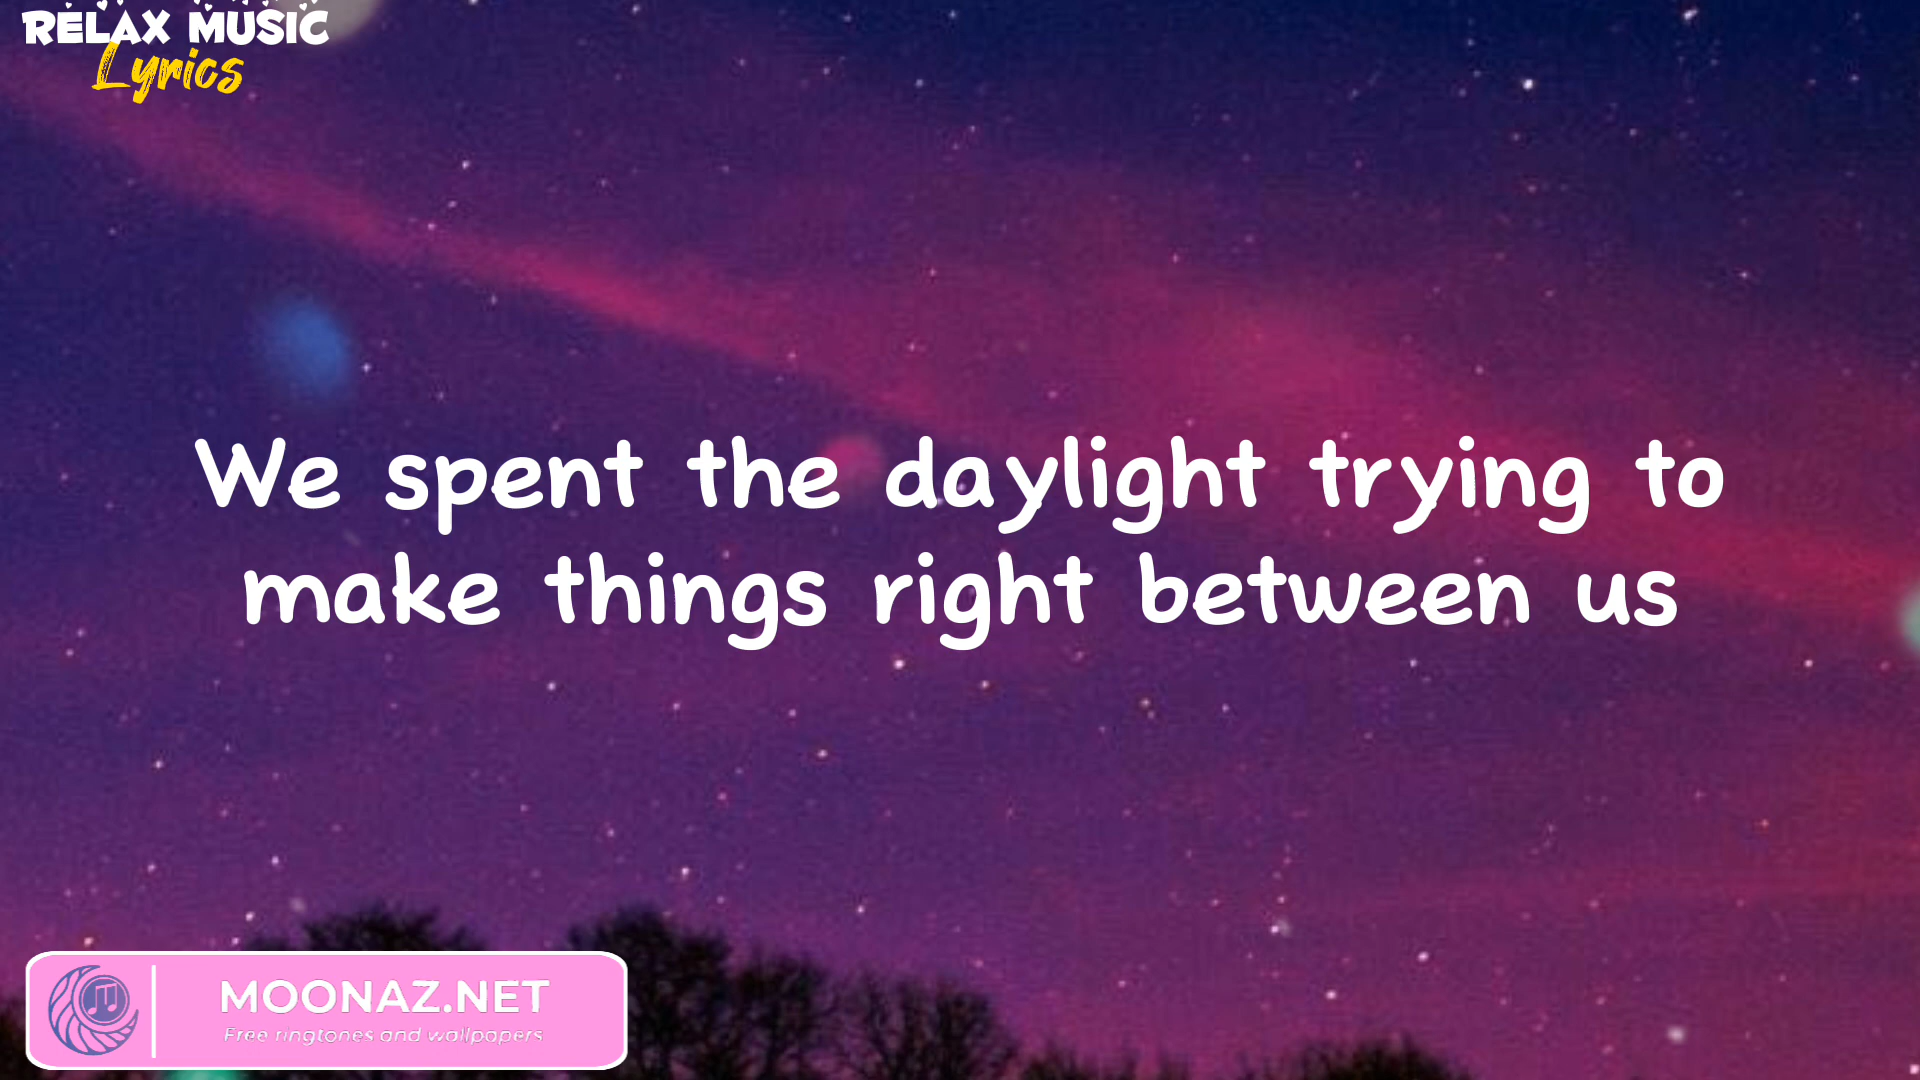 RELAX MUSIC
Lyrics
We spent the daylight trying to
make things right between us
MOONAZ.NET
Free ringtones and wallpapers